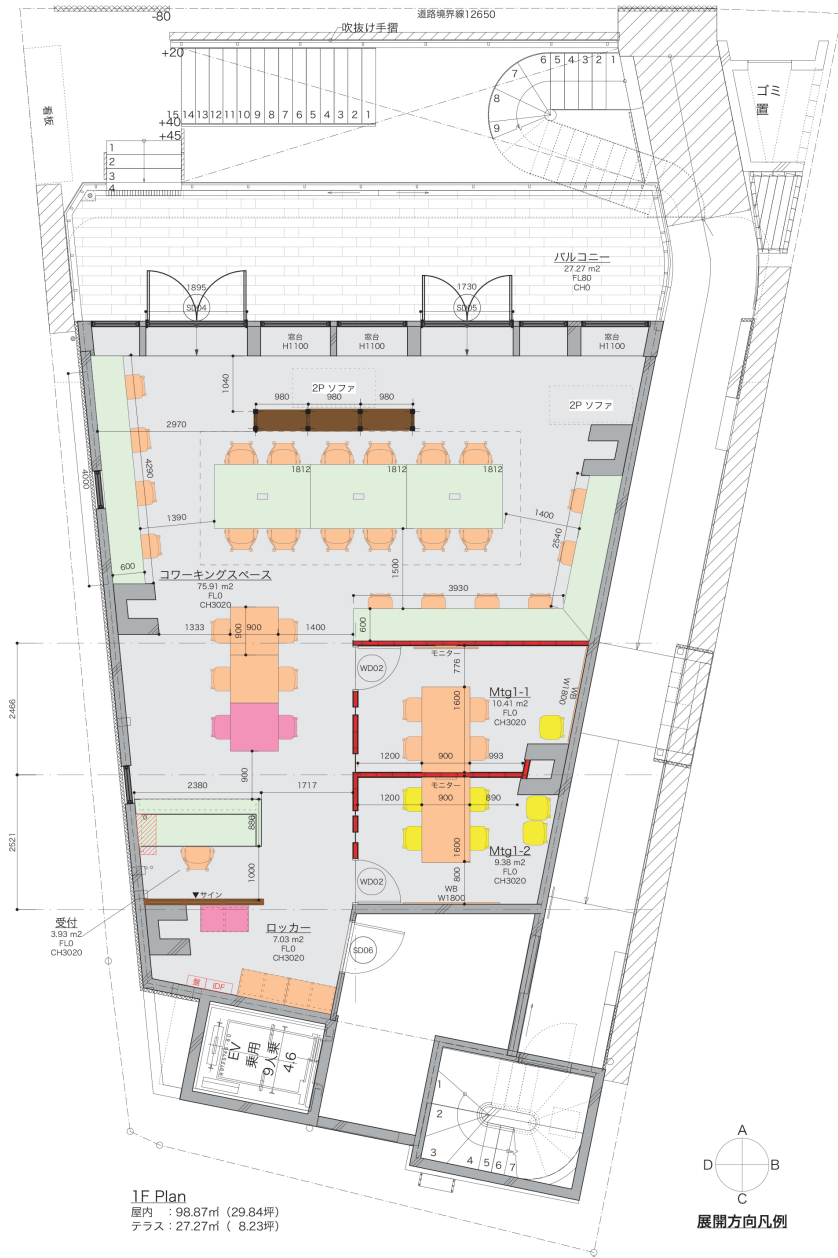 -80
道路境界線12650
吹抜け手摺
+20
6 5 4 3 2 1
7
8
9
ゴミ
置
看板
15 14 13 12 11 10 9 8 7 6 5 4 3 2 1
+40
+45
1
2
3
4
バルコニー
27.27 m2
FL80
CH0
1895
SD04
1730
SD05
窓台
H1100
窓台
H1100
窓台
H1100
1040
2P ソファ
980
980
980
2P ソファ
2970
1812
1812
1812
4290
4000
1390
1400
2540
600
1500
コワーキングスペース
75.91 m2
FL0
CH3020
3930
600
1333
900
900
1400
モニター
776
WD02
2466
1600
Mtg1-1
10.41 m2
FL0
CH3020
WB
W1800
1200
900
993
900
2380
1717
モニター
1200
900
890
2521
880
1600
Mtg1-2
9.38 m2
FL0
CH3020
1000
800
WD02
WB
W1800
▼サイン
受付
3.93 m2
FL0
CH3020
ロッカー
7.03 m2
FL0
CH3020
SD06
盤
IDF
EV
乗用
9人乗
4,6
1
2
3
4
5
6
7
A
D
B
C
展開方向凡例
1F Plan
屋内 : 98.87㎡ (29.84坪)
テラス : 27.27㎡ ( 8.23坪)